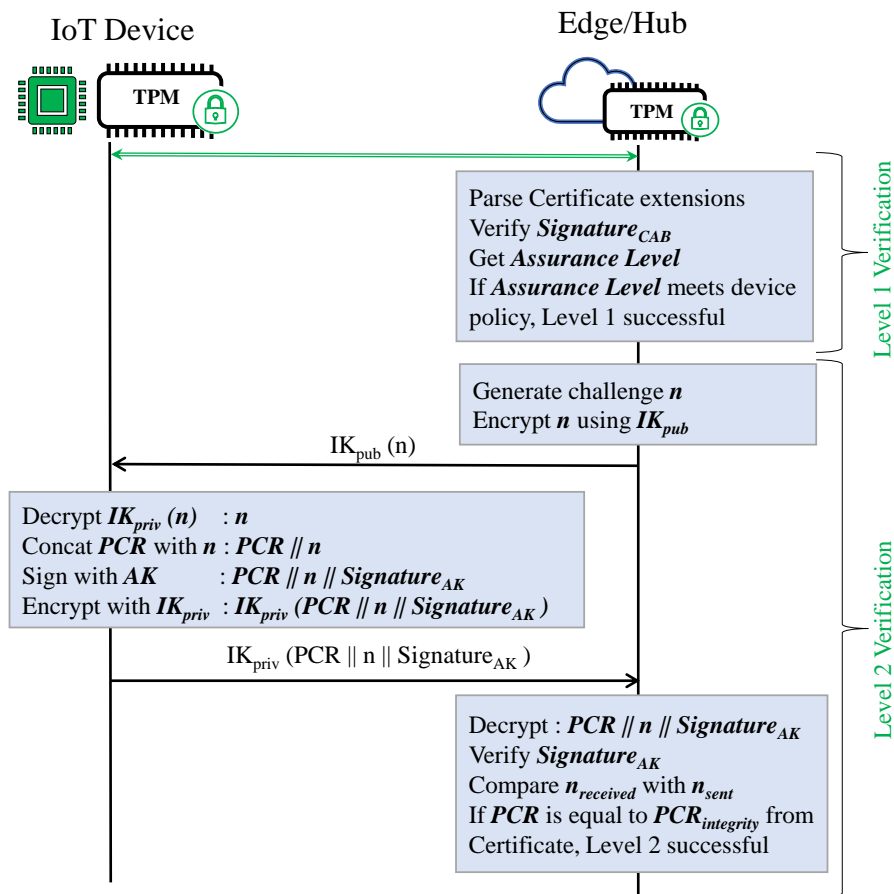 IoT Device
Edge/Hub
TPM
TPM
Parse Certificate extensions
Verify Signature_CAB
Get Assurance Level
If Assurance Level meets device
policy, Level 1 successful
Level 1 Verification
Generate challenge n
Encrypt n using IK_pub
IK_pub (n)
Decrypt IK_priv (n) : n
Concat PCR with n : PCR || n
Sign with AK : PCR || n || Signature_AK
Encrypt with IK_priv : IK_priv (PCR || n || Signature_AK )
IK_priv (PCR || n || Signature_AK )
Decrypt : PCR || n || Signature_AK
Verify Signature_AK
Compare n_received with n_sent
If PCR is equal to PCR_integrity from
Certificate, Level 2 successful
Level 2 Verification